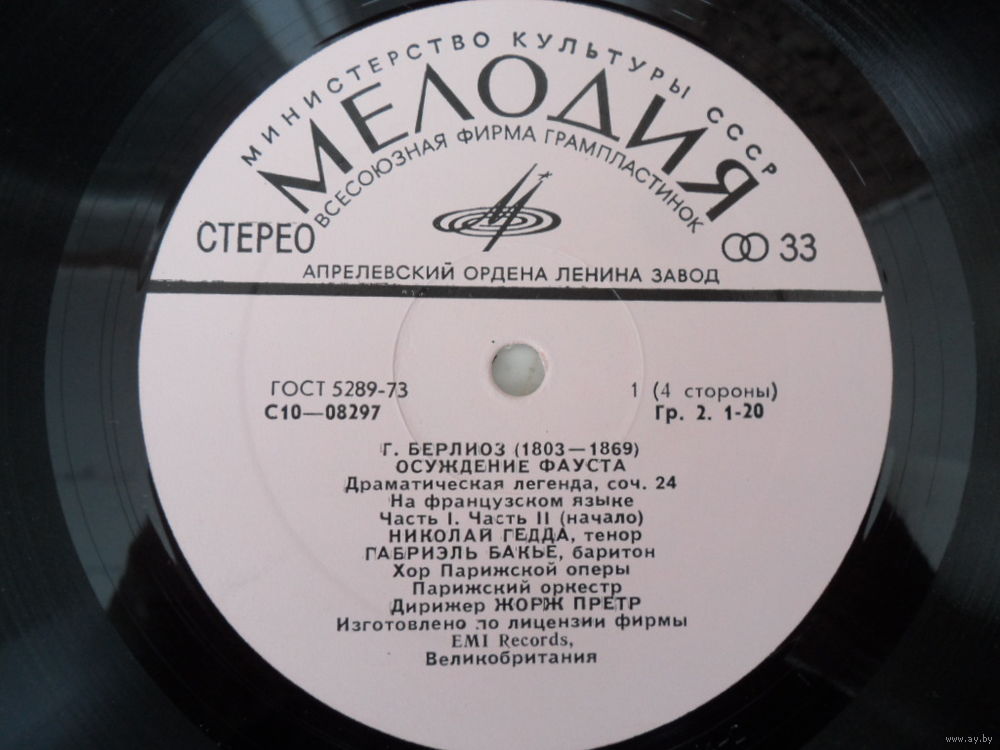 МИНИСТЕРСТВО КУЛЬТУРЫ СССР
МЕЛОДИЯ
ВСЕСОЮЗНАЯ ФИРМА ГРАМПЛАСТИНОК
СТЕРЕО
33
АПРЕЛЕВСКИЙ ОРДЕНА ЛЕНИНА ЗАВОД
ГОСТ 5289-73 1 (4 стороны)
С10—08297 Гр. 2. 1-20
Г. БЕРЛИОЗ (1803—1869)
ОСУЖДЕНИЕ ФАУСТА
Драматическая легенда, соч. 24
На французском языке
Часть I. Часть II (начало)
НИКОЛАЙ ГЕДДА, тенор
ГАБРИЭЛЬ БАКЬЕ, баритон
Хор Парижской оперы
Парижский оркестр
Дирижер ЖОРЖ ПРЕТР
Изготовлено по лицензии фирмы
EMI Records,
Великобритания
www.ay.by